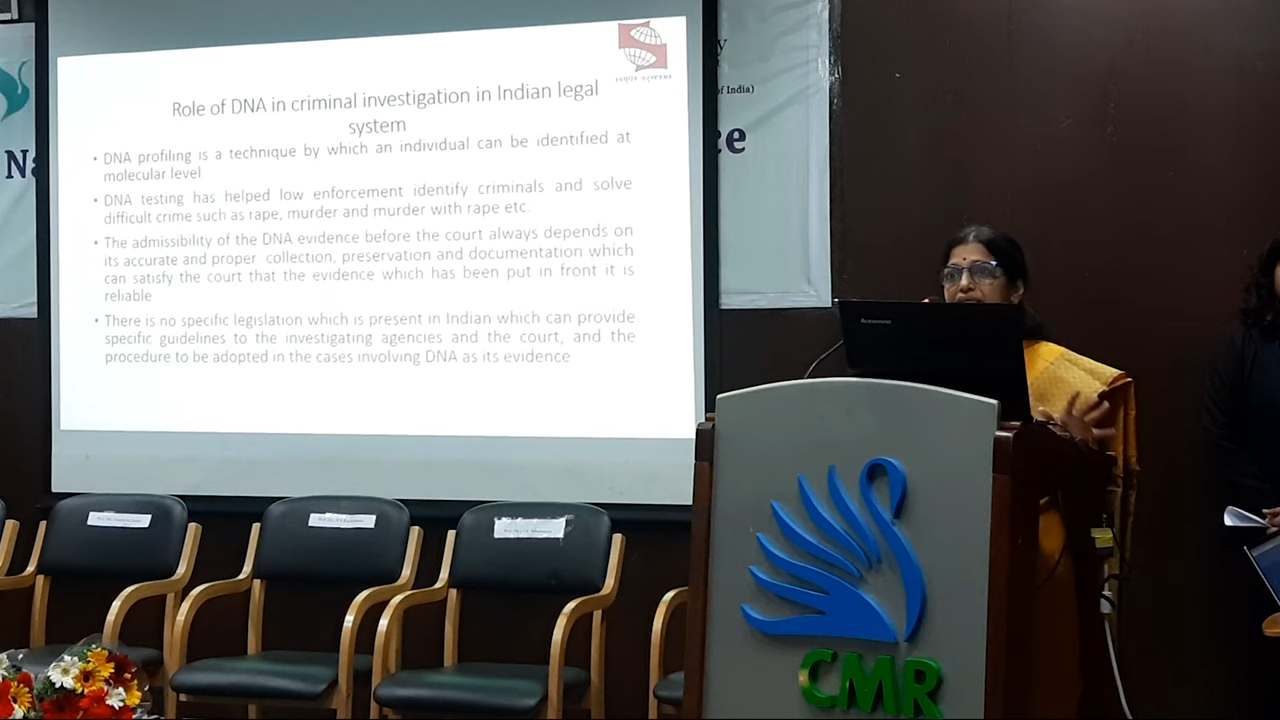 Role of DNA in criminal investigation in Indian legal
system
• DNA profiling is a technique by which an individual can be identified at
molecular level
• DNA testing has helped low enforcement identify criminals and solve
difficult crime such as rape, murder and murder with rape etc.
• The admissibility of the DNA evidence before the court always depends on
its accurate and proper collection, preservation and documentation which
can satisfy the court that the evidence which has been put in front it is
reliable
• There is no specific legislation which is present in Indian which can provide
specific guidelines to the investigating agencies and the court, and the
procedure to be adopted in the cases involving DNA as its evidence
y
of India)
ce
Na
lenovo
CMR